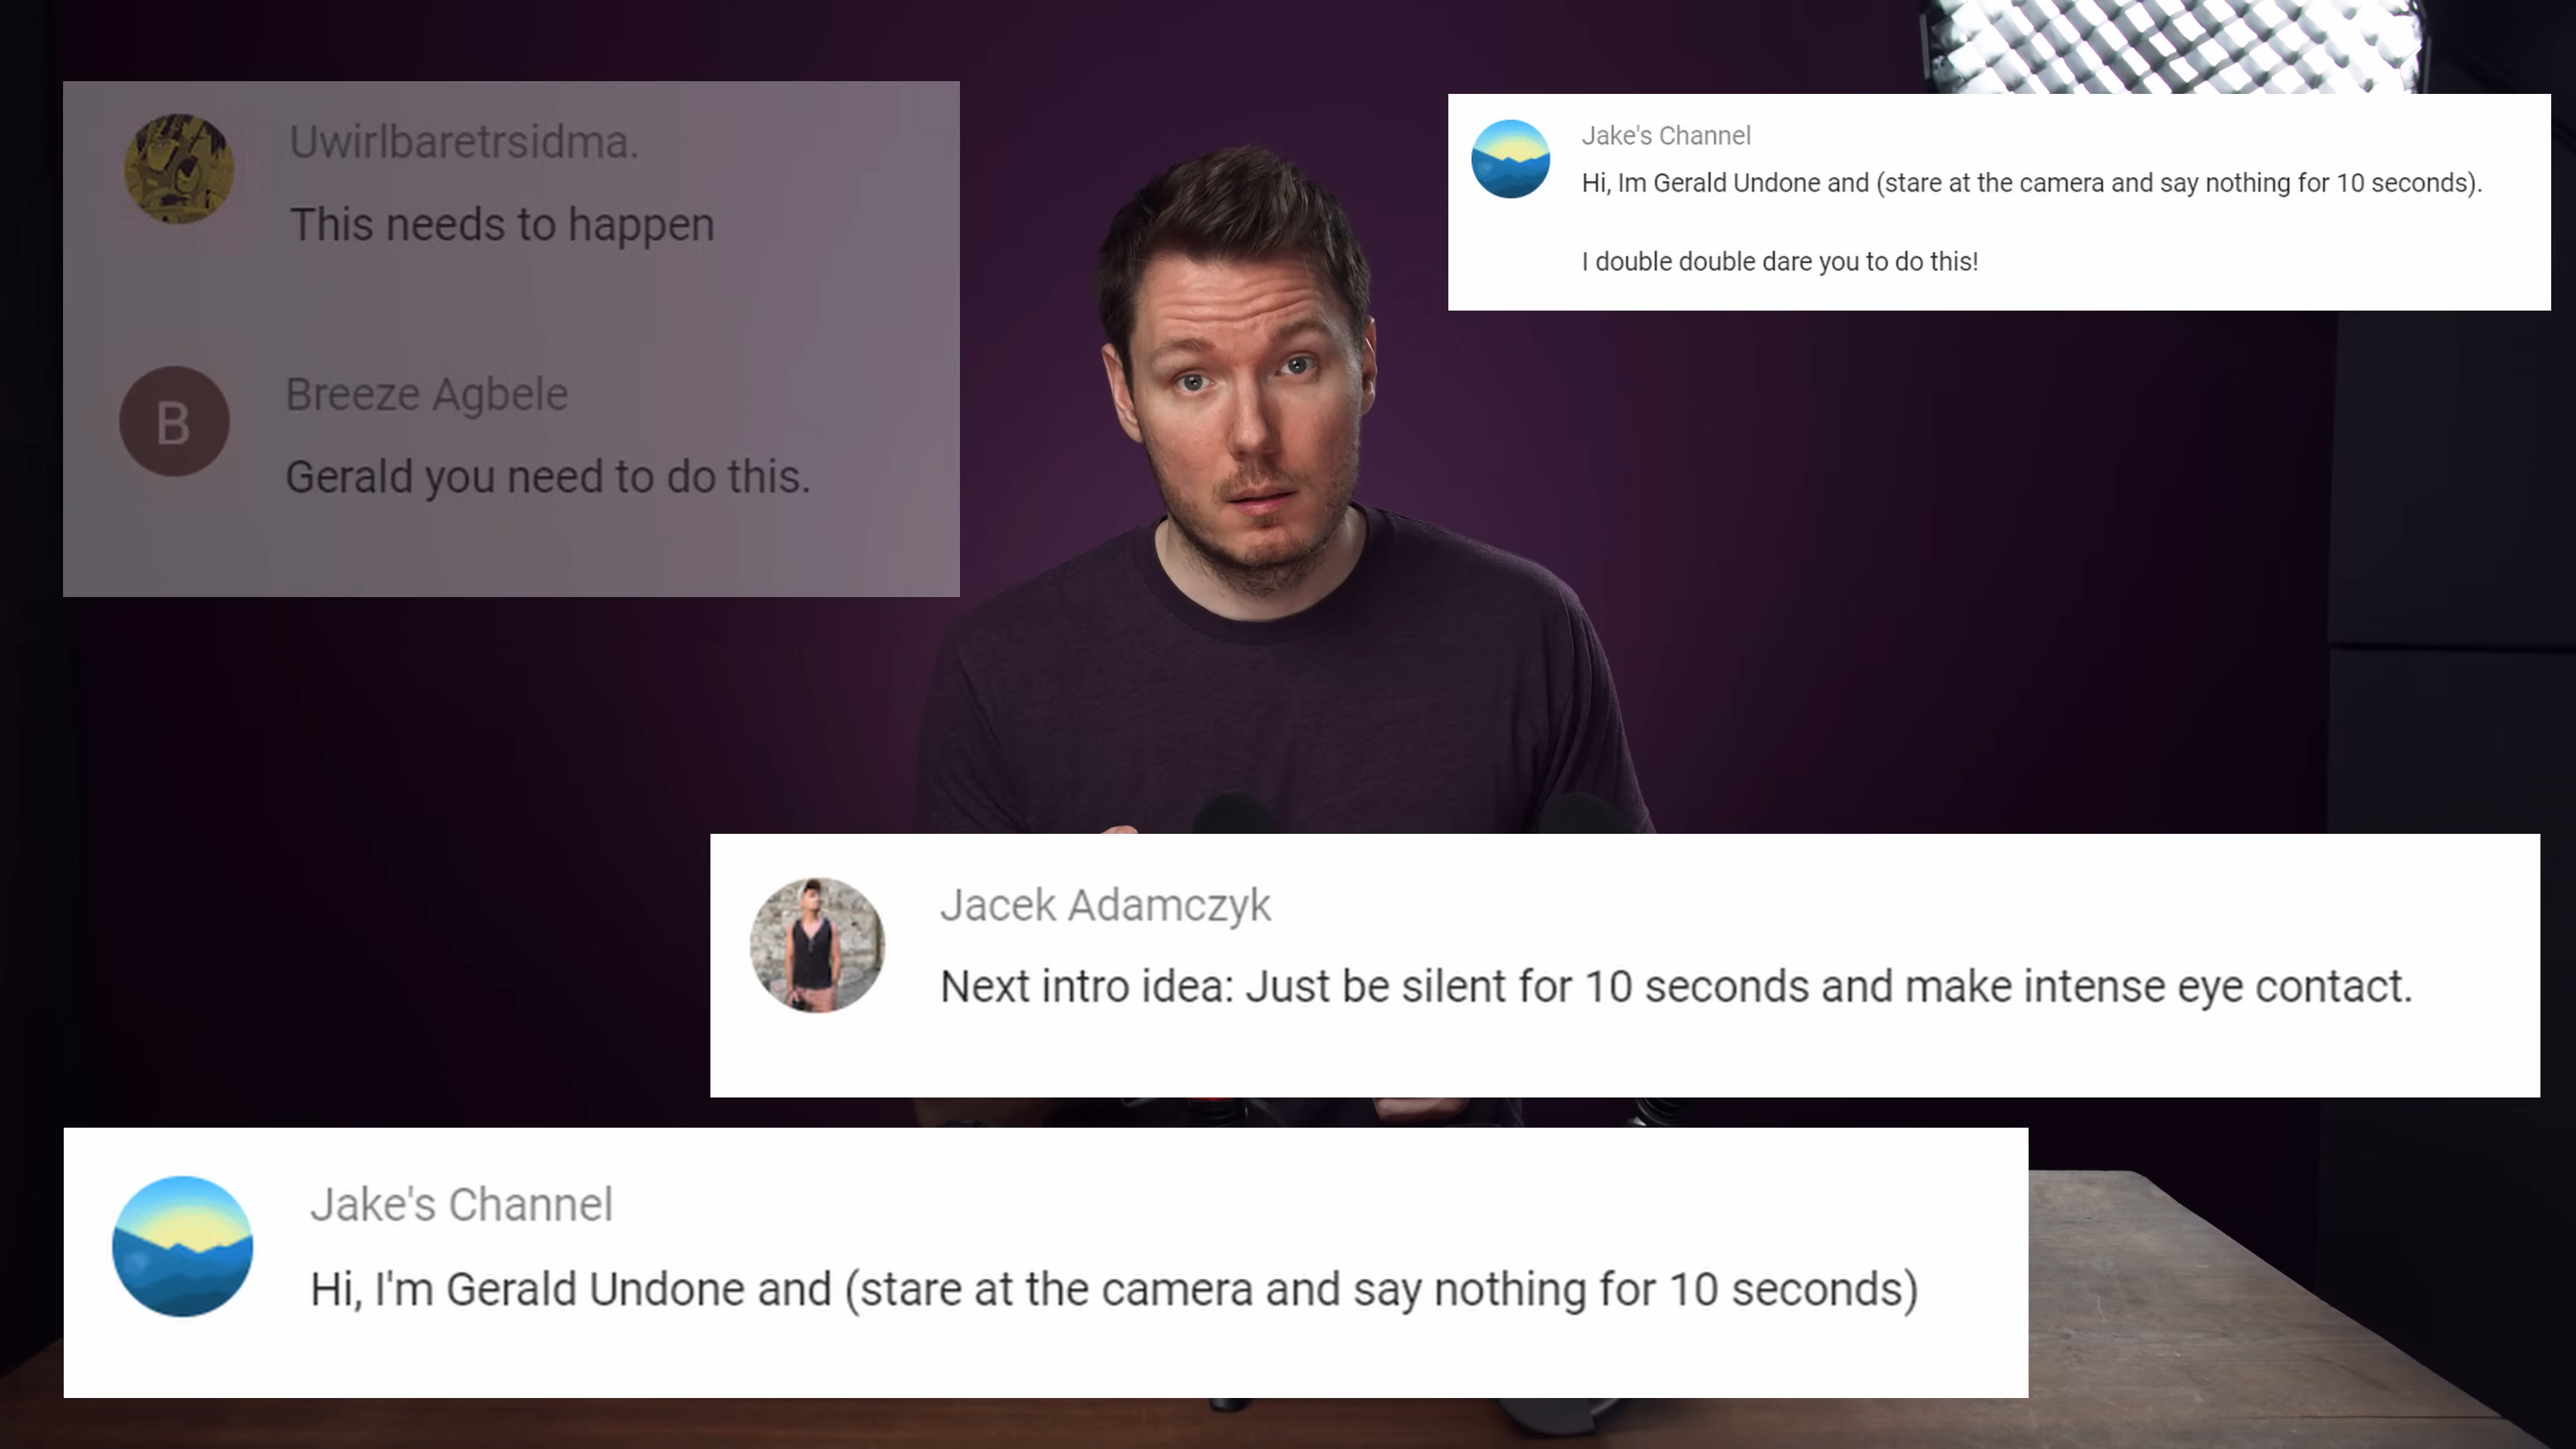 Uwirlbaretrsidma.
This needs to happen
B
Breeze Agbele
Gerald you need to do this.
Jake's Channel
Hi, Im Gerald Undone and (stare at the camera and say nothing for 10 seconds).
I double double dare you to do this!
Jacek Adamczyk
Next intro idea: Just be silent for 10 seconds and make intense eye contact.
Jake's Channel
Hi, I'm Gerald Undone and (stare at the camera and say nothing for 10 seconds)